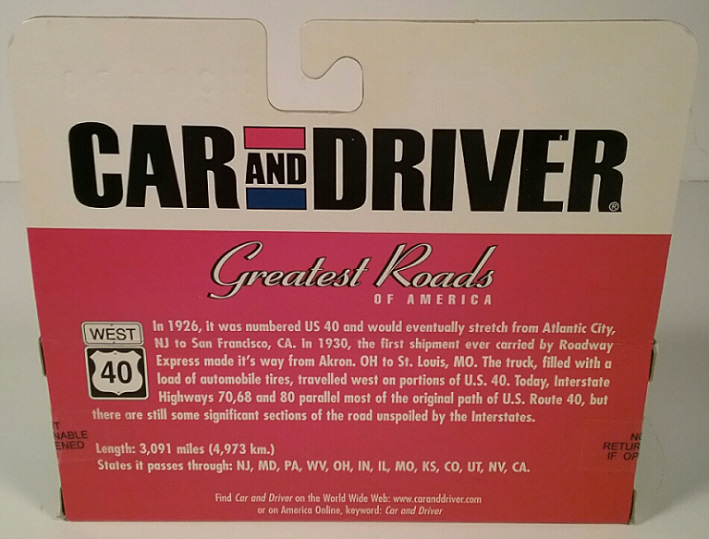 CAR AND DRIVER®
Greatest Roads
OF AMERICA
WEST
40
In 1926, it was numbered US 40 and would eventually stretch from Atlantic City,
NJ to San Francisco, CA. In 1930, the first shipment ever carried by Roadway
Express made it's way from Akron. OH to St. Louis, MO. The truck, filled with a
load of automobile tires, travelled west on portions of U.S. 40. Today, Interstate
Highways 70,68 and 80 parallel most of the original path of U.S. Route 40, but
there are still some significant sections of the road unspoiled by the Interstates.
Length: 3,091 miles (4,973 km.)
States it passes through: NJ, MD, PA, WV, OH, IN, IL, MO, KS, CO, UT, NV, CA.
Find Car and Driver on the World Wide Web: www.caranddriver.com
or on America Online, keyword: Car and Driver
T
NABLE
ENED
NO
RETUR
IF OP